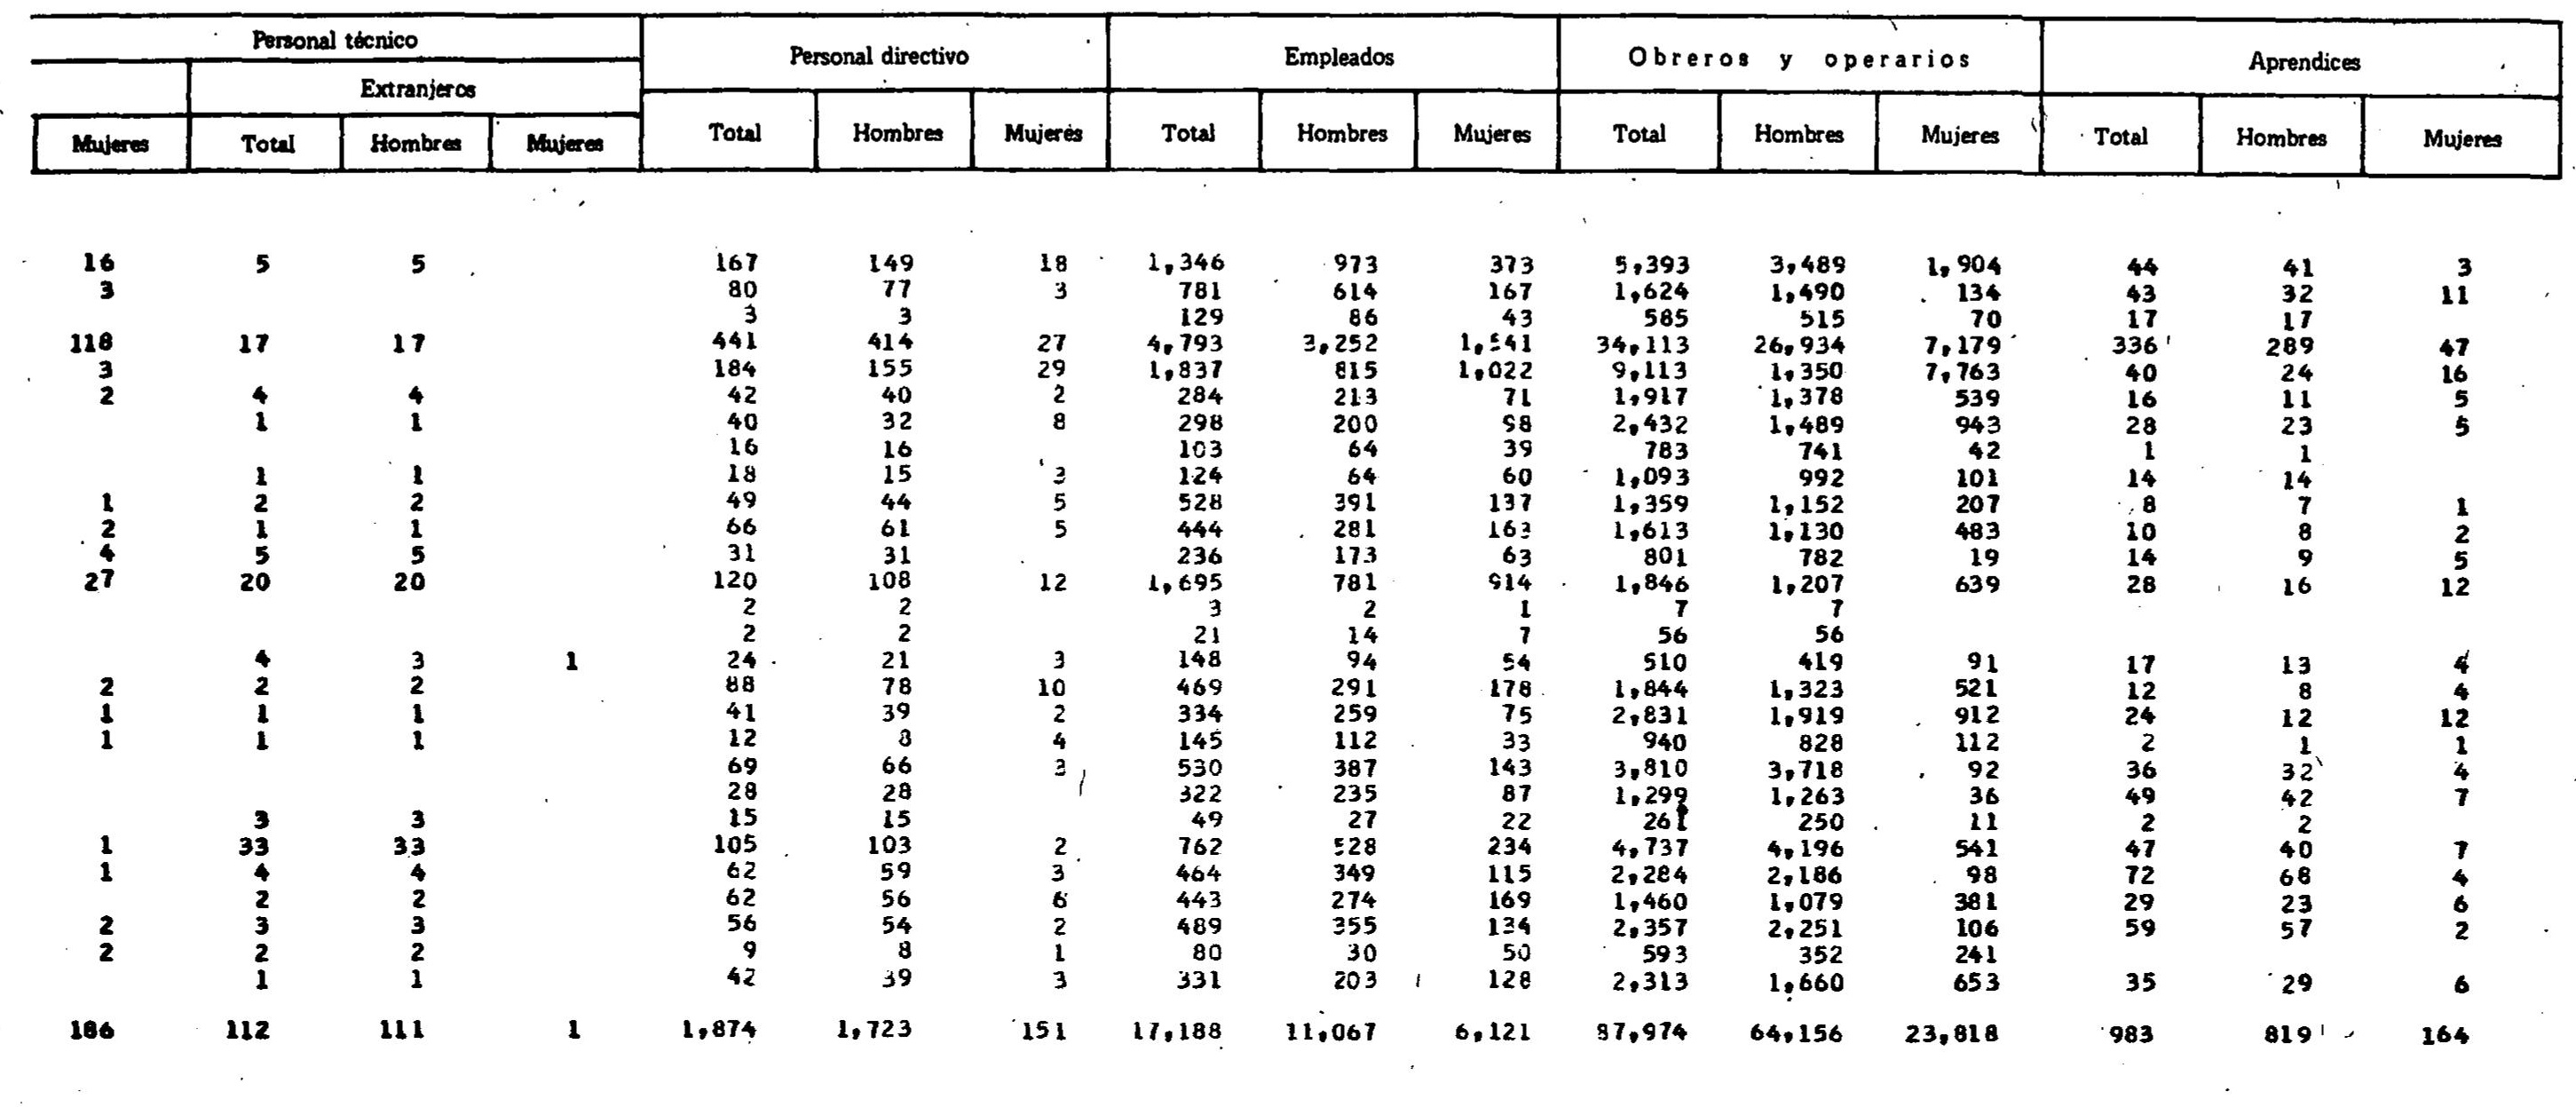 Personal técnico Personal directivo Empleados Obreros y operarios Aprendices
Extranjeros
Mujeres Total Hombres Mujeres Total Hombres Mujeres Total Hombres Mujeres Total Hombres Mujeres Total Hombres Mujeres
16 5 5 167 149 18 1,346 973 373 5,393 3,489 1,904 44 41 3
3 80 77 3 781 614 167 1,624 1,490 134 43 32 11
3 3 129 86 43 585 515 70 17 17
118 17 17 441 414 27 4,793 3,252 1,541 34,113 26,934 7,179 336 289 47
3 184 155 29 1,837 815 1,022 9,113 1,350 7,763 40 24 16
2 4 4 42 40 2 284 213 71 1,917 1,378 539 16 11 5
1 1 40 32 8 298 200 98 2,432 1,489 943 28 23 5
16 16 103 64 39 783 741 42 1 1
1 1 18 15 3 124 64 60 1,093 992 101 14 14
1 2 2 49 44 5 528 391 137 1,359 1,152 207 8 7 1
2 1 1 66 61 5 444 281 163 1,613 1,130 483 10 8 2
4 5 5 31 31 236 173 63 801 782 19 14 9 5
27 20 20 120 108 12 1,695 781 914 1,846 1,207 639 28 16 12
2 2 3 2 1 7 7
2 2 21 14 7 56 56
4 3 1 24 21 3 148 94 54 510 419 91 17 13 4
2 2 2 88 78 10 469 291 178 1,844 1,323 521 12 8 4
1 1 1 41 39 2 334 259 75 2,831 1,919 912 24 12 12
1 1 1 12 8 4 145 112 33 940 828 112 2 1 1
69 66 3 530 387 143 3,810 3,718 92 36 32 4
28 28 322 235 87 1,299 1,263 36 49 42 7
3 3 15 15 49 27 22 261 250 11 2 2
1 33 33 105 103 2 762 528 234 4,737 4,196 541 47 40 7
1 4 4 62 59 3 464 349 115 2,284 2,186 98 72 68 4
2 2 62 56 6 443 274 169 1,460 1,079 381 29 23 6
2 3 3 56 54 2 489 355 134 2,357 2,251 106 59 57 2
2 2 2 9 8 1 80 30 50 593 352 241
1 1 42 39 3 331 203 128 2,313 1,660 653 35 29 6
186 112 111 1 1,874 1,723 151 17,188 11,067 6,121 87,974 64,156 23,818 983 819 164